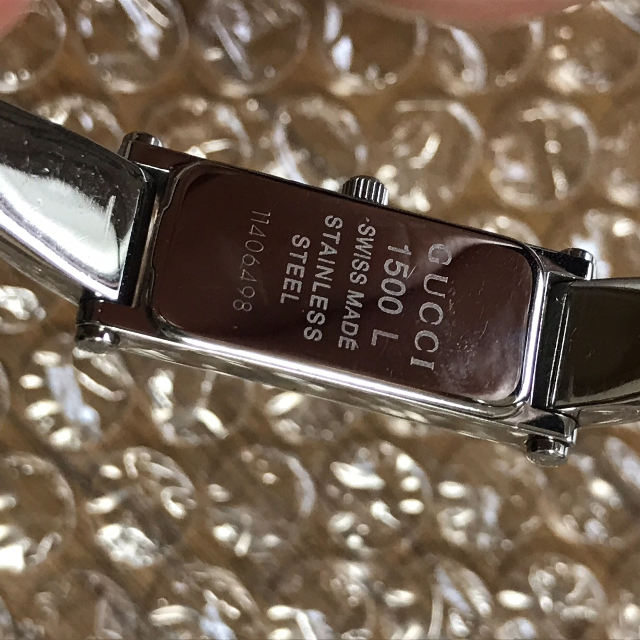 GUCCI
1500 L
SWISS MADE
STAINLESS
STEEL
11406498